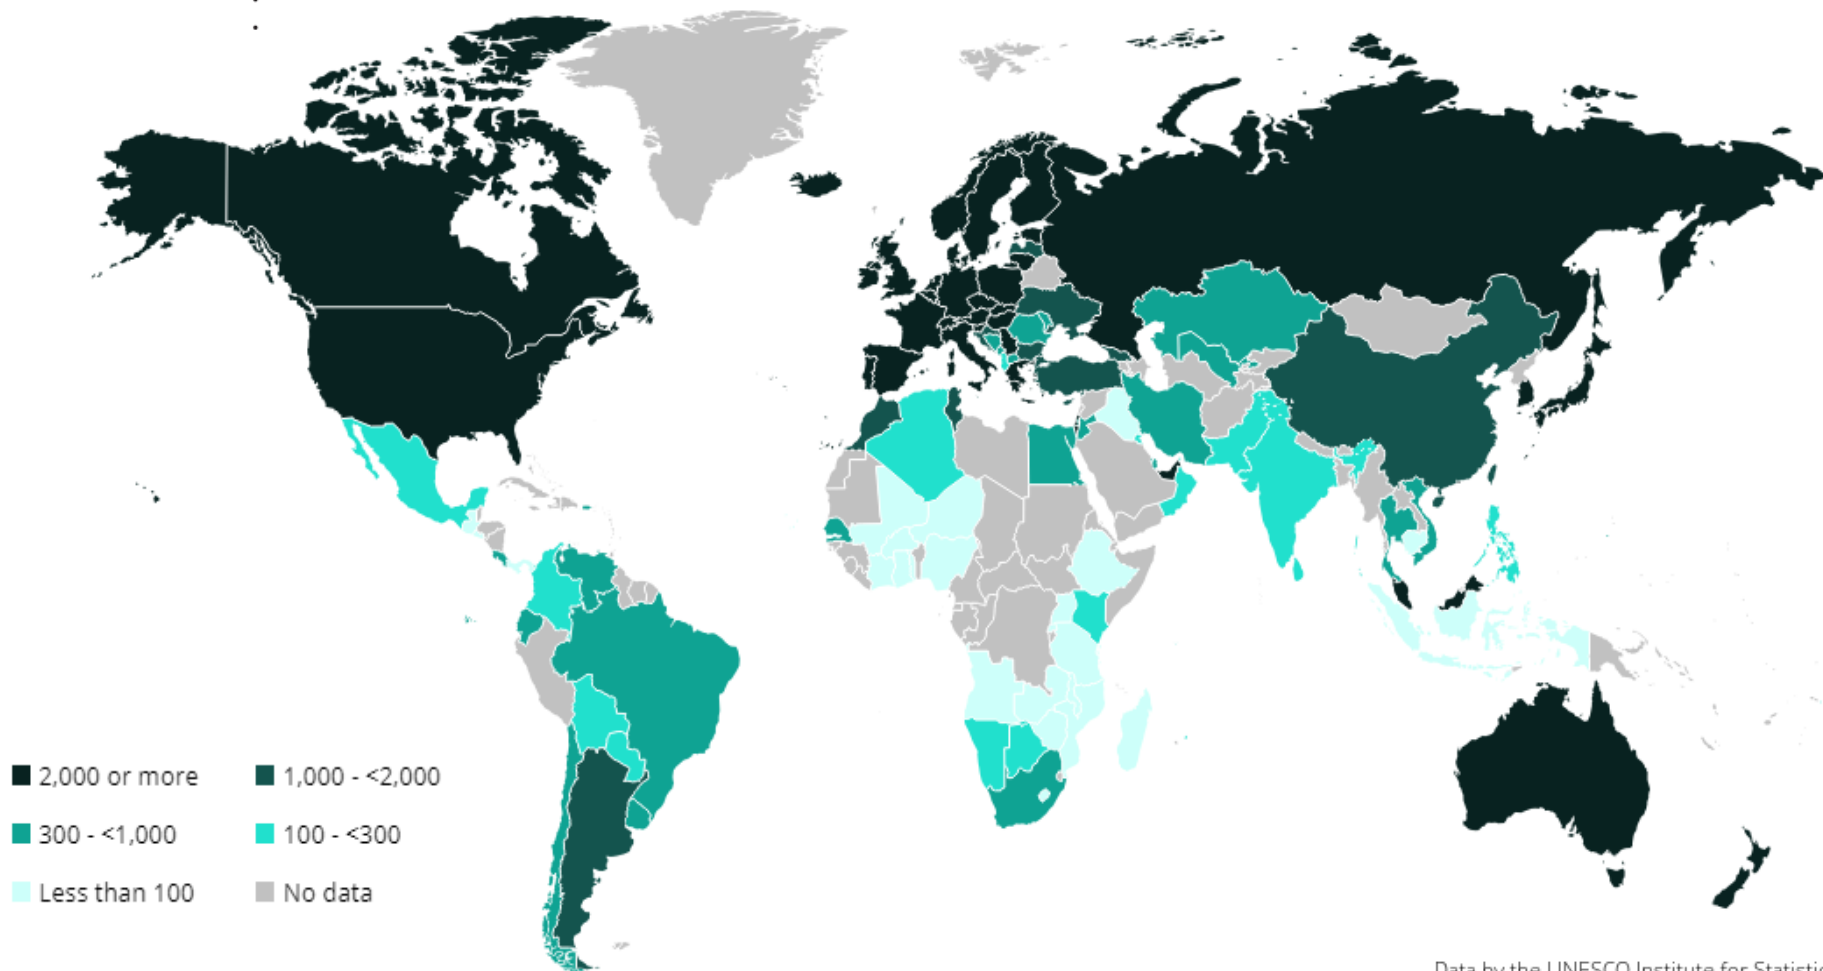 2,000 or more
1,000 - <2,000
300 - <1,000
100 - <300
Less than 100
No data
Data by the UNESCO Institute for